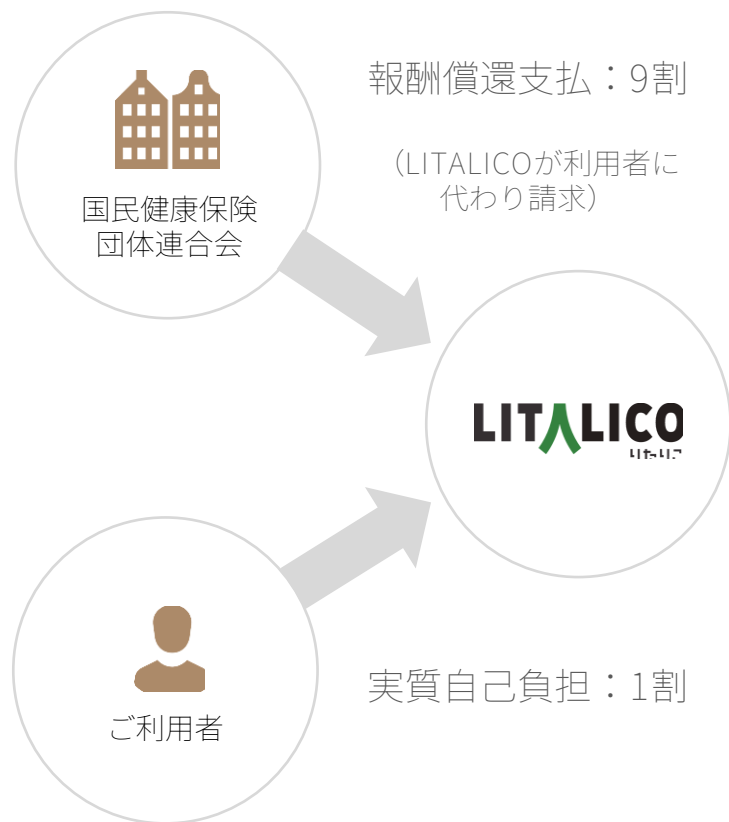 報酬償還支払：9割
（LITALICOが利用者に
代わり請求）
国民健康保険
団体連合会
LITALICO
りたりこ
実質自己負担：1割
ご利用者